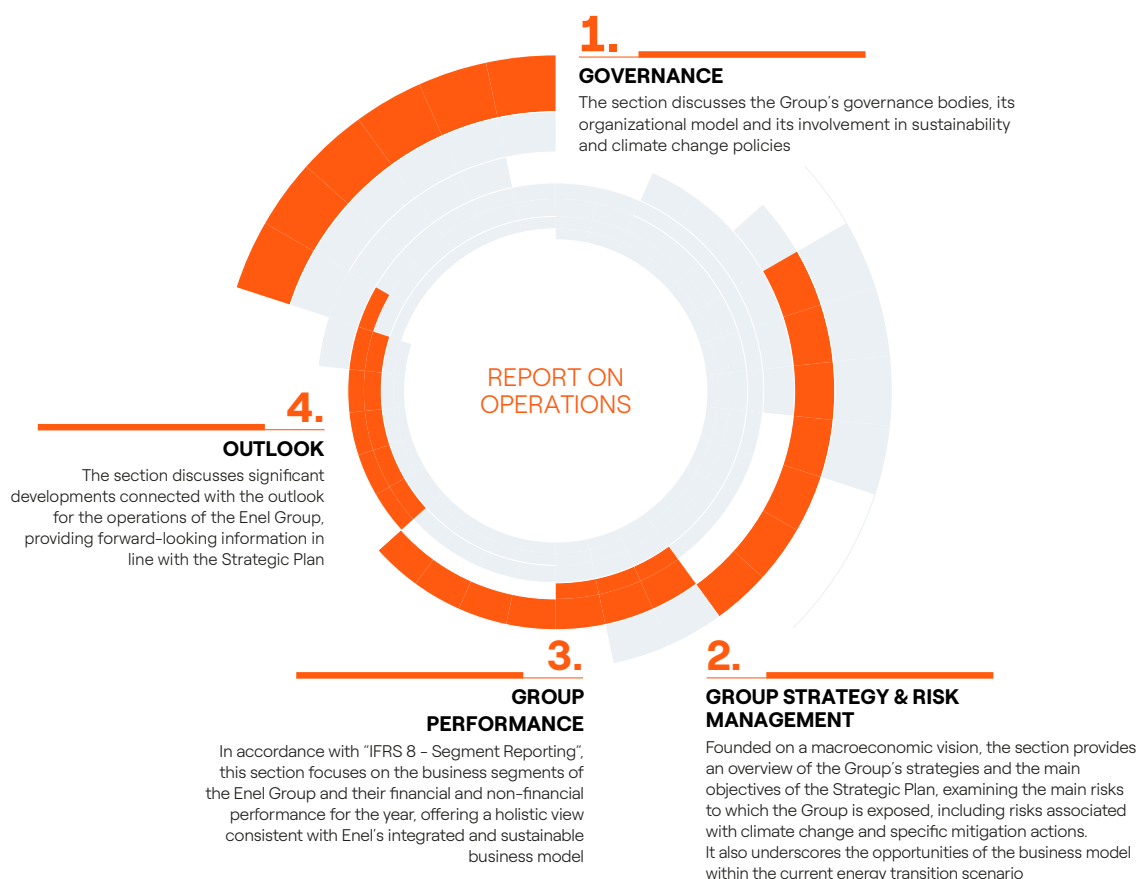 REPORT ON
OPERATIONS
1.
GOVERNANCE
The section discusses the Group's governance bodies, its
organizational model and its involvement in sustainability
and climate change policies
2.
GROUP STRATEGY & RISK
MANAGEMENT
Founded on a macroeconomic vision, the section provides
an overview of the Group's strategies and the main
objectives of the Strategic Plan, examining the main risks
to which the Group is exposed, including risks associated
with climate change and specific mitigation actions.
It also underscores the opportunities of the business model
within the current energy transition scenario
3.
GROUP
PERFORMANCE
In accordance with "IFRS 8 - Segment Reporting",
this section focuses on the business segments of
the Enel Group and their financial and non-financial
performance for the year, offering a holistic view
consistent with Enel's integrated and sustainable
business model
4.
OUTLOOK
The section discusses significant
developments connected with the outlook
for the operations of the Enel Group,
providing forward-looking information in
line with the Strategic Plan